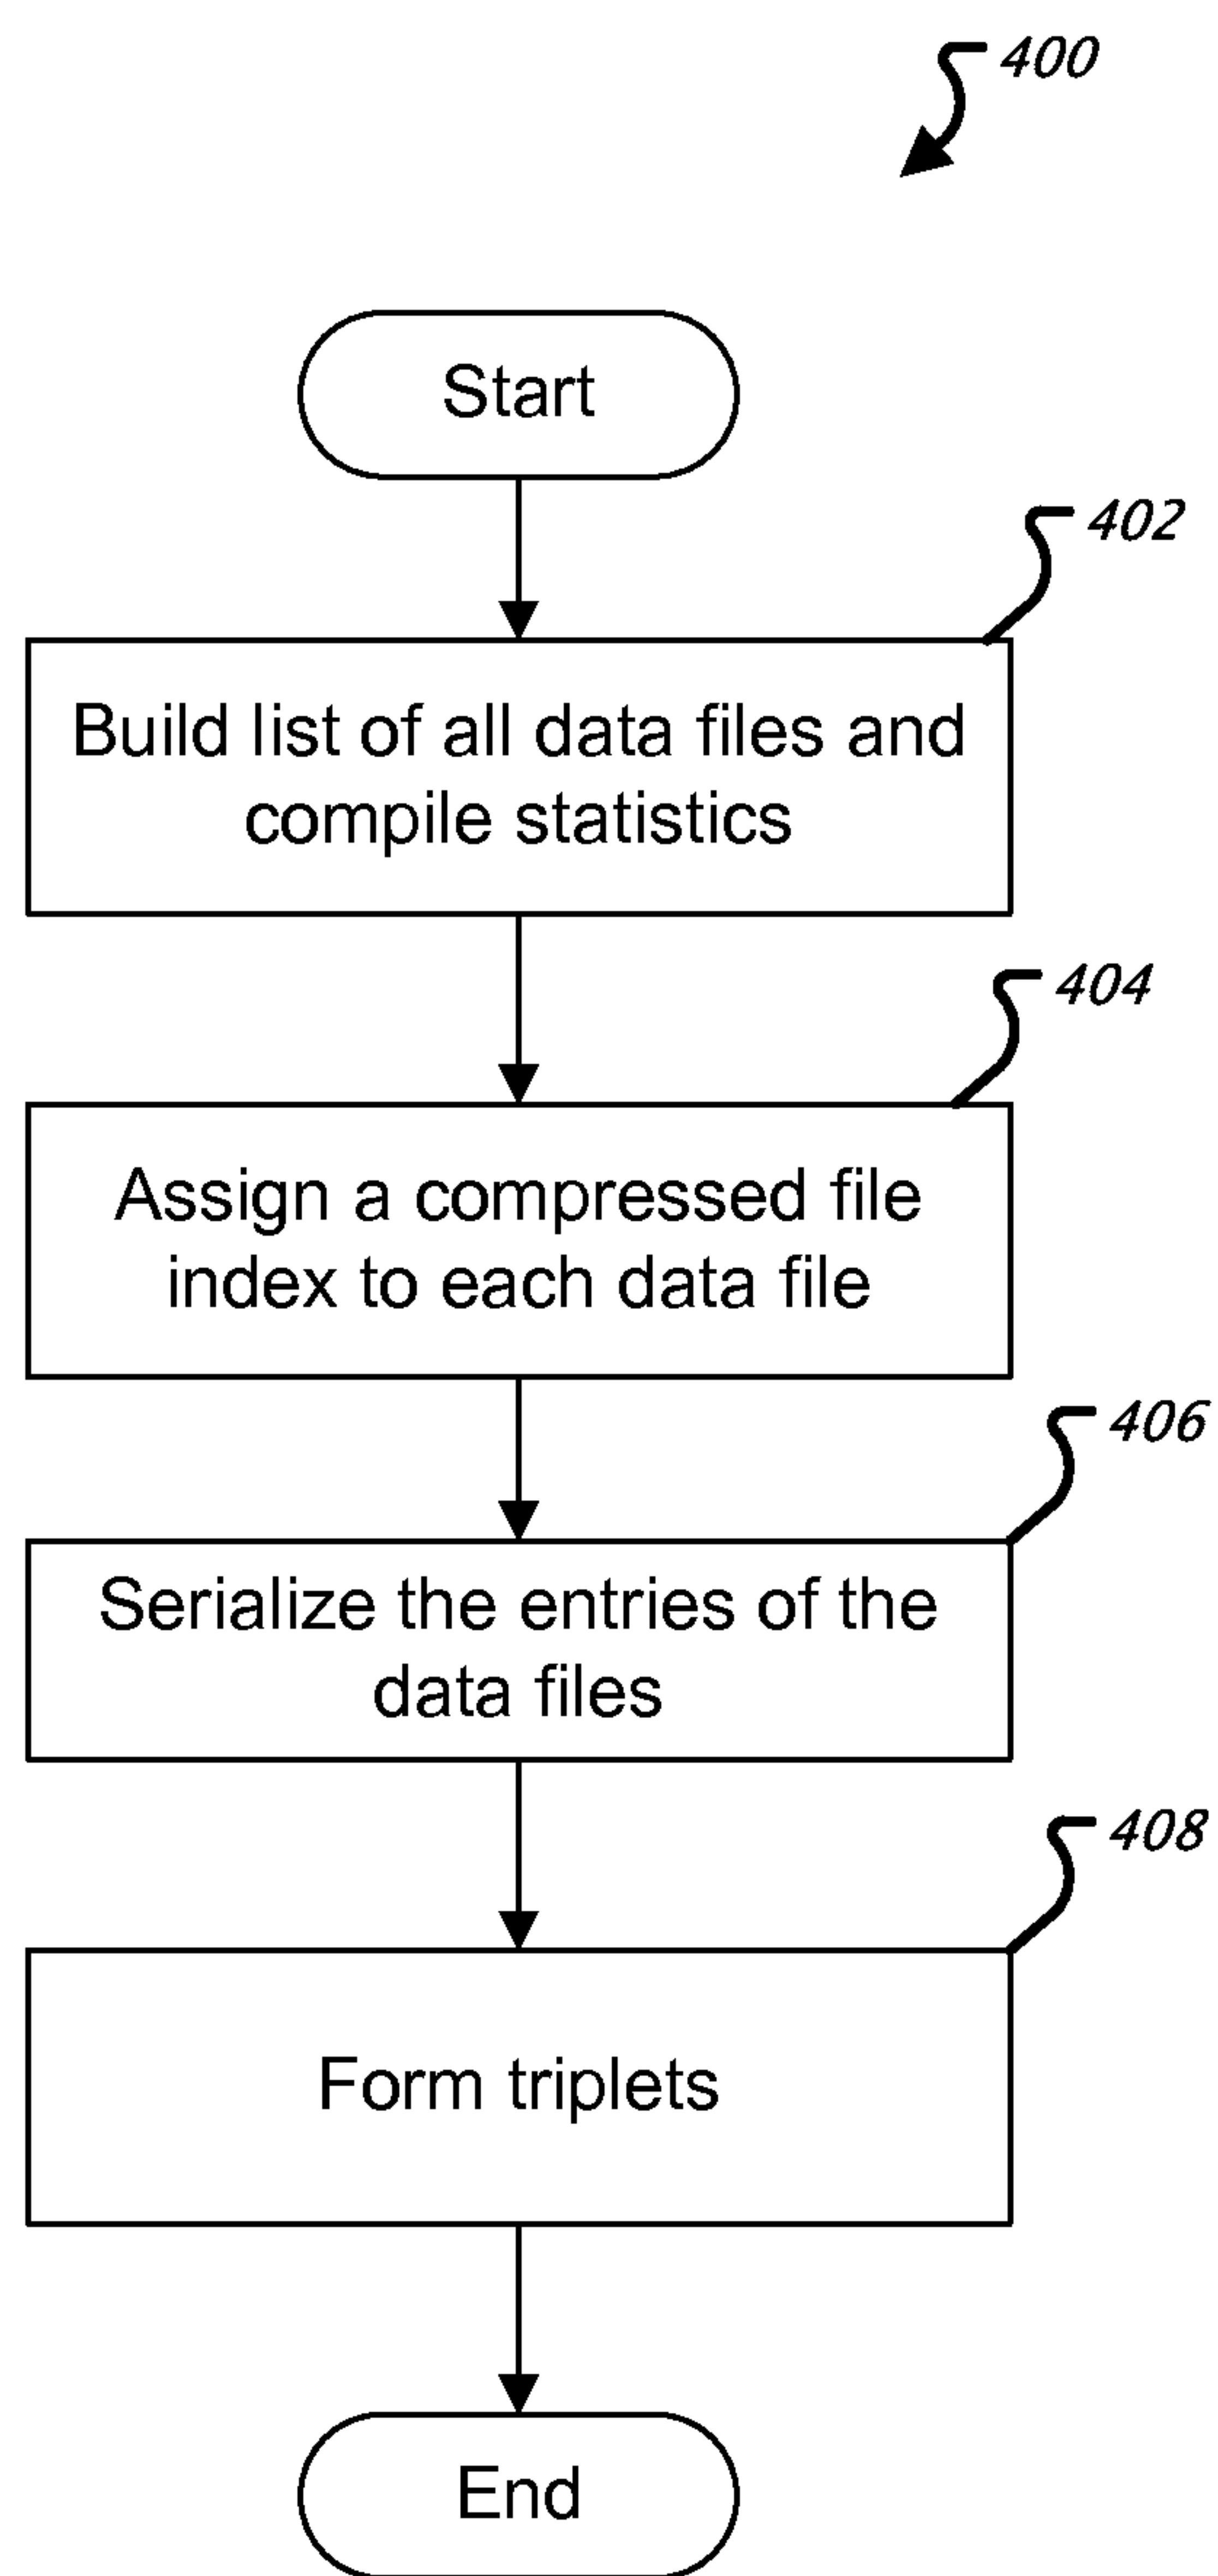 400
Start
402
Build list of all data files and
compile statistics
404
Assign a compressed file
index to each data file
406
Serialize the entries of the
data files
408
Form triplets
End